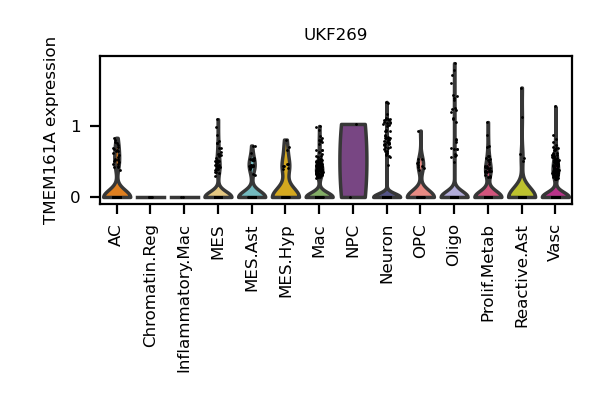 UKF269
TMEM161A expression
1
0
AC
Chromatin.Reg
Inflammatory.Mac
MES
MES.Ast
MES.Hyp
Mac
NPC
Neuron
OPC
Oligo
Prolif.Metab
Reactive.Ast
Vasc